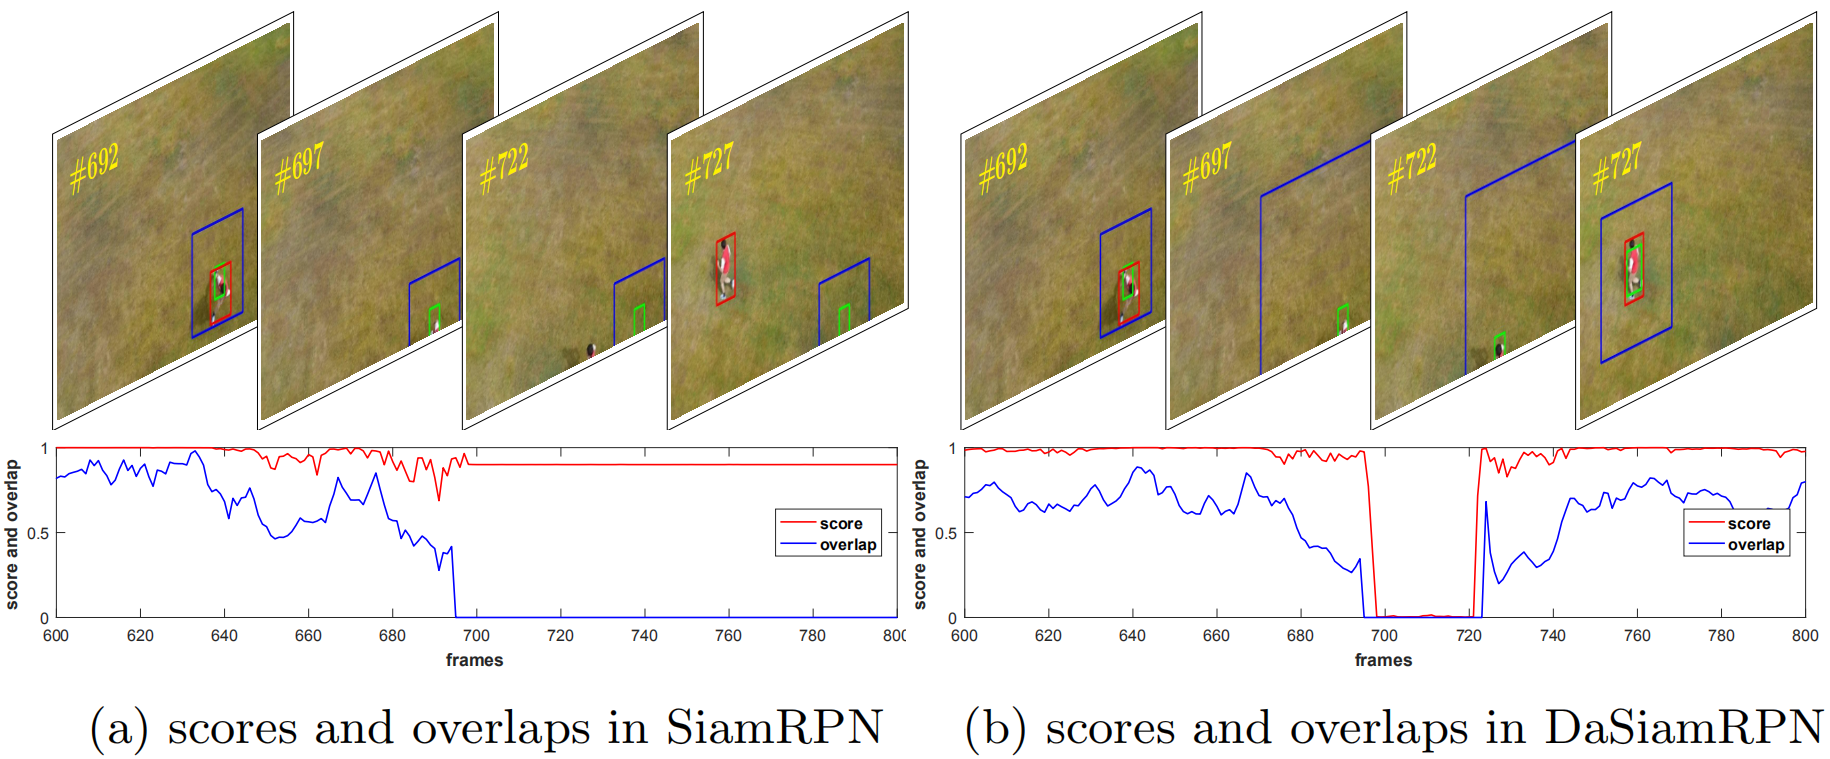 #692
#697
#722
#727
#692
#697
#722
#727
1
0.5
0
score and overlap
score
overlap
600 620 640 660 680 700 720 740 760 780 800
frames
1
0.5
0
score and overlap
score
overlap
600 620 640 660 680 700 720 740 760 780 800
frames
(a) scores and overlaps in SiamRPN
(b) scores and overlaps in DaSiamRPN